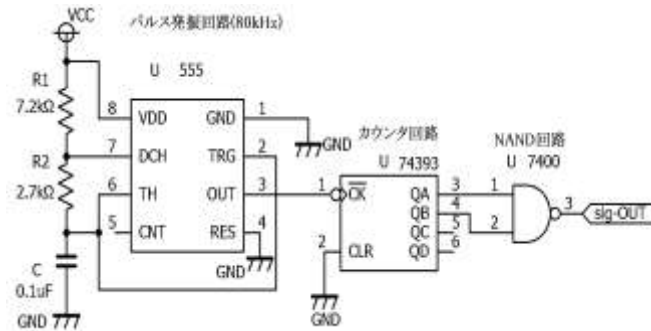 VCC
パルス発振回路(80kHz)
U 555
R1
7.2kΩ
R2
2.7kΩ
C
0.1uF
GND
8 VDD GND 1
7 DCH TRG 2
6 TH OUT 3
5 CNT RES 4
GND
GND
カウンタ回路
U 74393
1 CK QA 3
QB 4
QC 5
2 CLR QD 6
GND
NAND回路
U 7400
1
2
3
sig-OUT